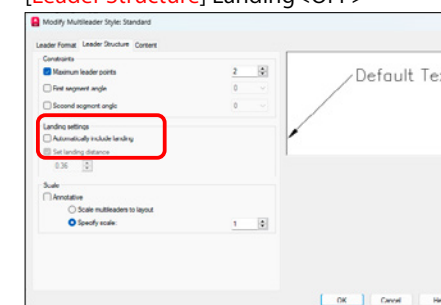 [Leader Structure] Landing <OFF>
Modify Multileader Style: Standard
Leader Format Leader Structure Content
Constraints
Maximum leader points 2
First segment angle 0
Second segment angle 0
Landing settings
Automatically include landing
Set landing distance
0.36
Scale
Annotative
Scale multileaders to layout
Specify scale: 1
Default Te
OK Cancel He